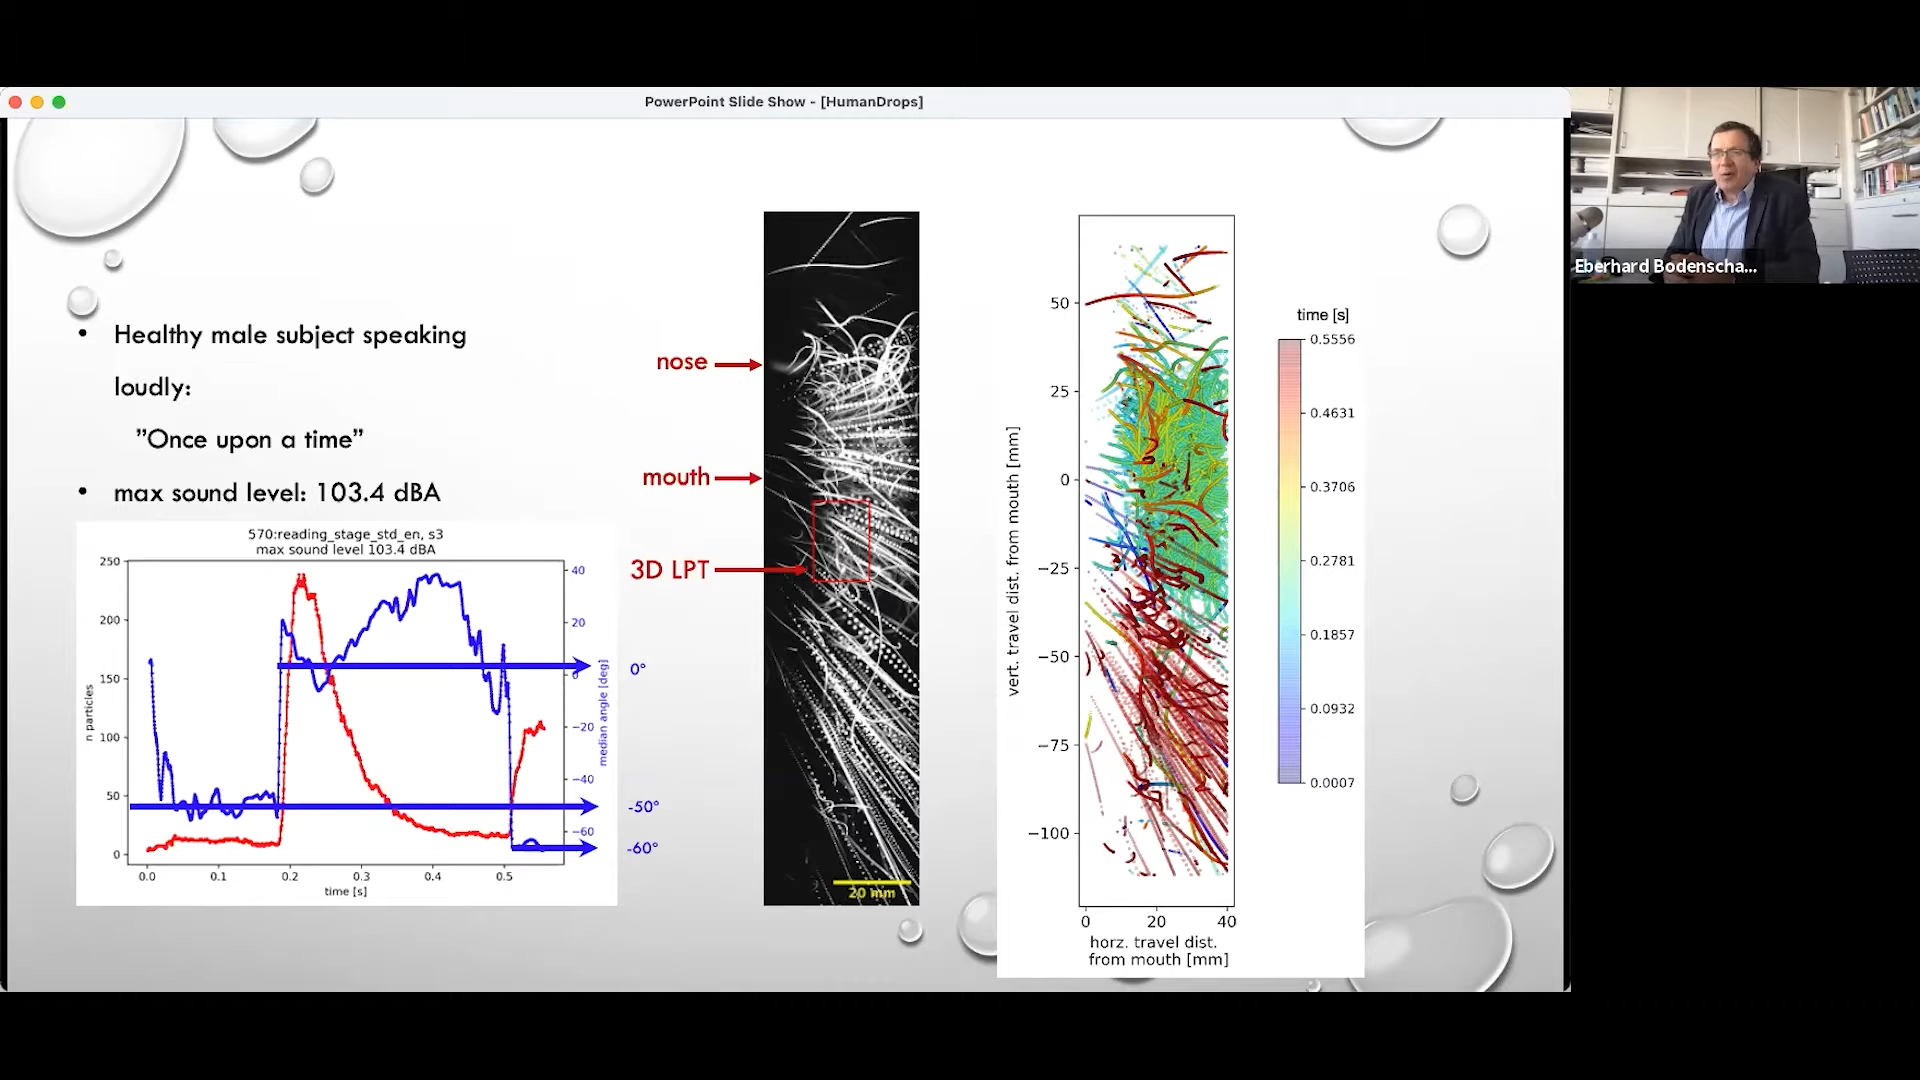 PowerPoint Slide Show - [HumanDrops]
Eberhard Bodenscha...
• Healthy male subject speaking
loudly:
”Once upon a time”
• max sound level: 103.4 dBA
570:reading_stage_std_en, s3
max sound level 103.4 dBA
n particles
250
200
150
100
50
0
0.0 0.1 0.2 0.3 0.4 0.5
time [s]
40
20
0
−20
−40
−60
median angle [deg]
0°
-50°
-60°
nose
mouth
3D LPT
20 mm
vert. travel dist. from mouth [mm]
50
25
0
−25
−50
−75
−100
0 20 40
horz. travel dist.
from mouth [mm]
time [s]
0.5556
0.4631
0.3706
0.2781
0.1857
0.0932
0.0007